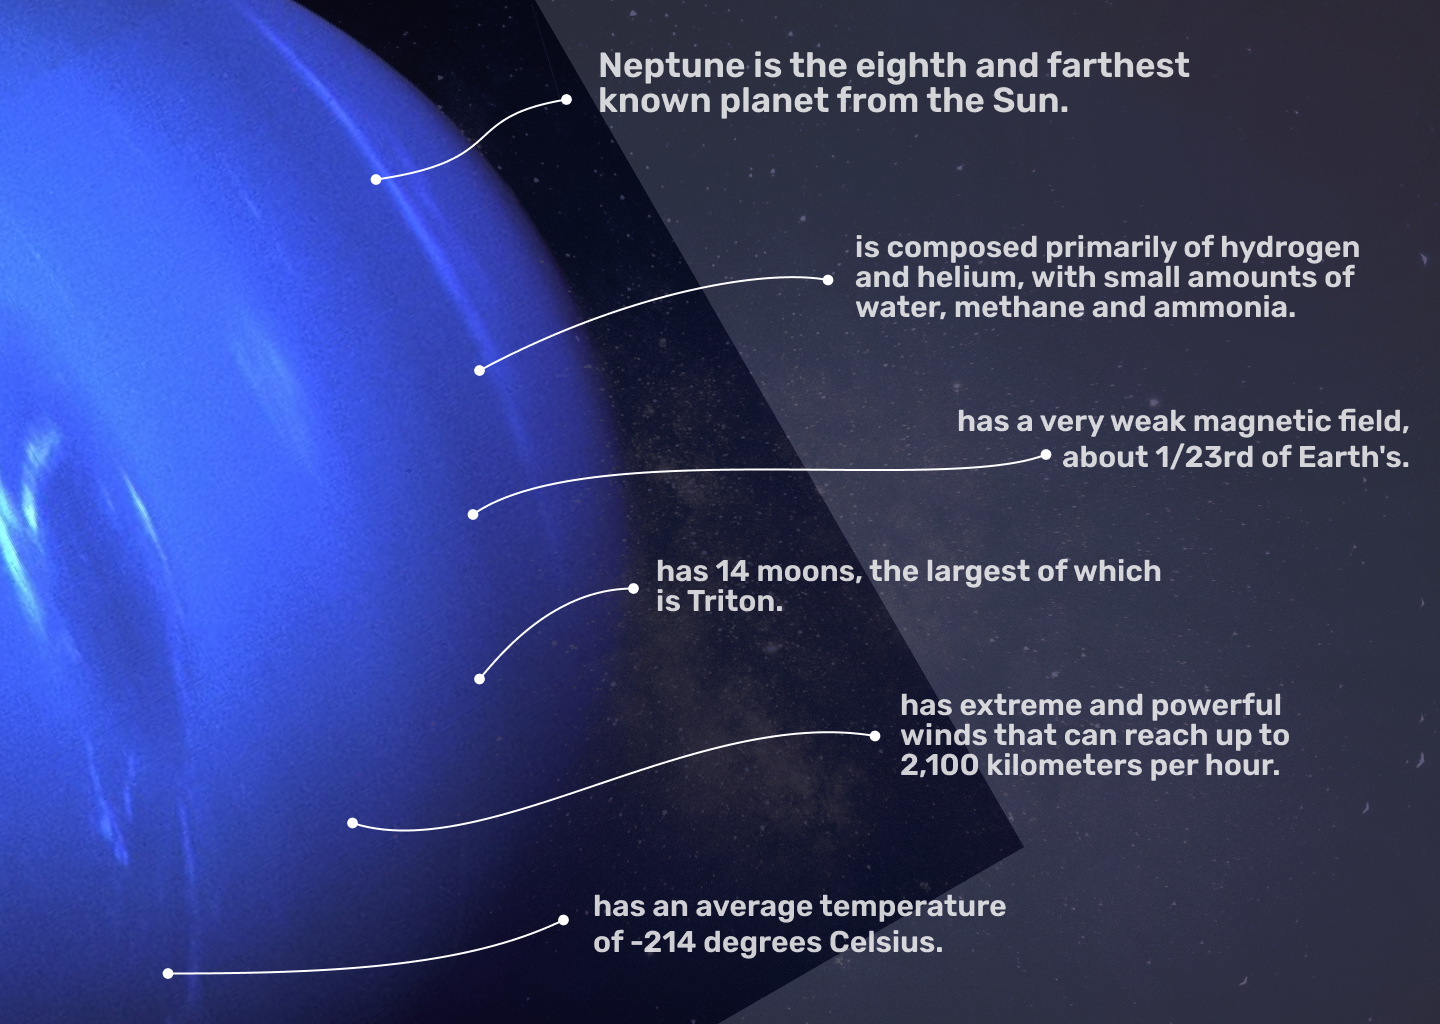 Neptune is the eighth and farthest
known planet from the Sun.
is composed primarily of hydrogen
and helium, with small amounts of
water, methane and ammonia.
has a very weak magnetic field,
about 1/23rd of Earth's.
has 14 moons, the largest of which
is Triton.
has extreme and powerful
winds that can reach up to
2,100 kilometers per hour.
has an average temperature
of -214 degrees Celsius.